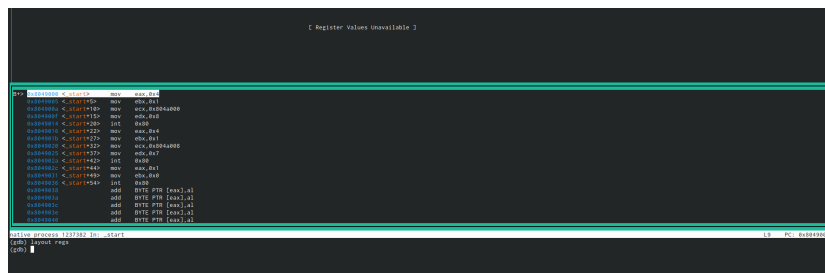 [ Register Values Unavailable ]
B+> 0x8049000 <_start> mov eax,0x4
0x8049005 <_start+5> mov ebx,0x1
0x804900a <_start+10> mov ecx,0x804a000
0x804900f <_start+15> mov edx,0x8
0x8049014 <_start+20> int 0x80
0x8049016 <_start+22> mov eax,0x4
0x804901b <_start+27> mov ebx,0x1
0x8049020 <_start+32> mov ecx,0x804a008
0x8049025 <_start+37> mov edx,0x7
0x804902a <_start+42> int 0x80
0x804902c <_start+44> mov eax,0x1
0x8049031 <_start+49> mov ebx,0x0
0x8049036 <_start+54> int 0x80
0x8049038 add BYTE PTR [eax],al
0x804903a add BYTE PTR [eax],al
0x804903c add BYTE PTR [eax],al
0x804903e add BYTE PTR [eax],al
0x8049040 add BYTE PTR [eax],al
native process 1237382 In: _start L9 PC: 0x804900
(gdb) layout regs
(gdb)